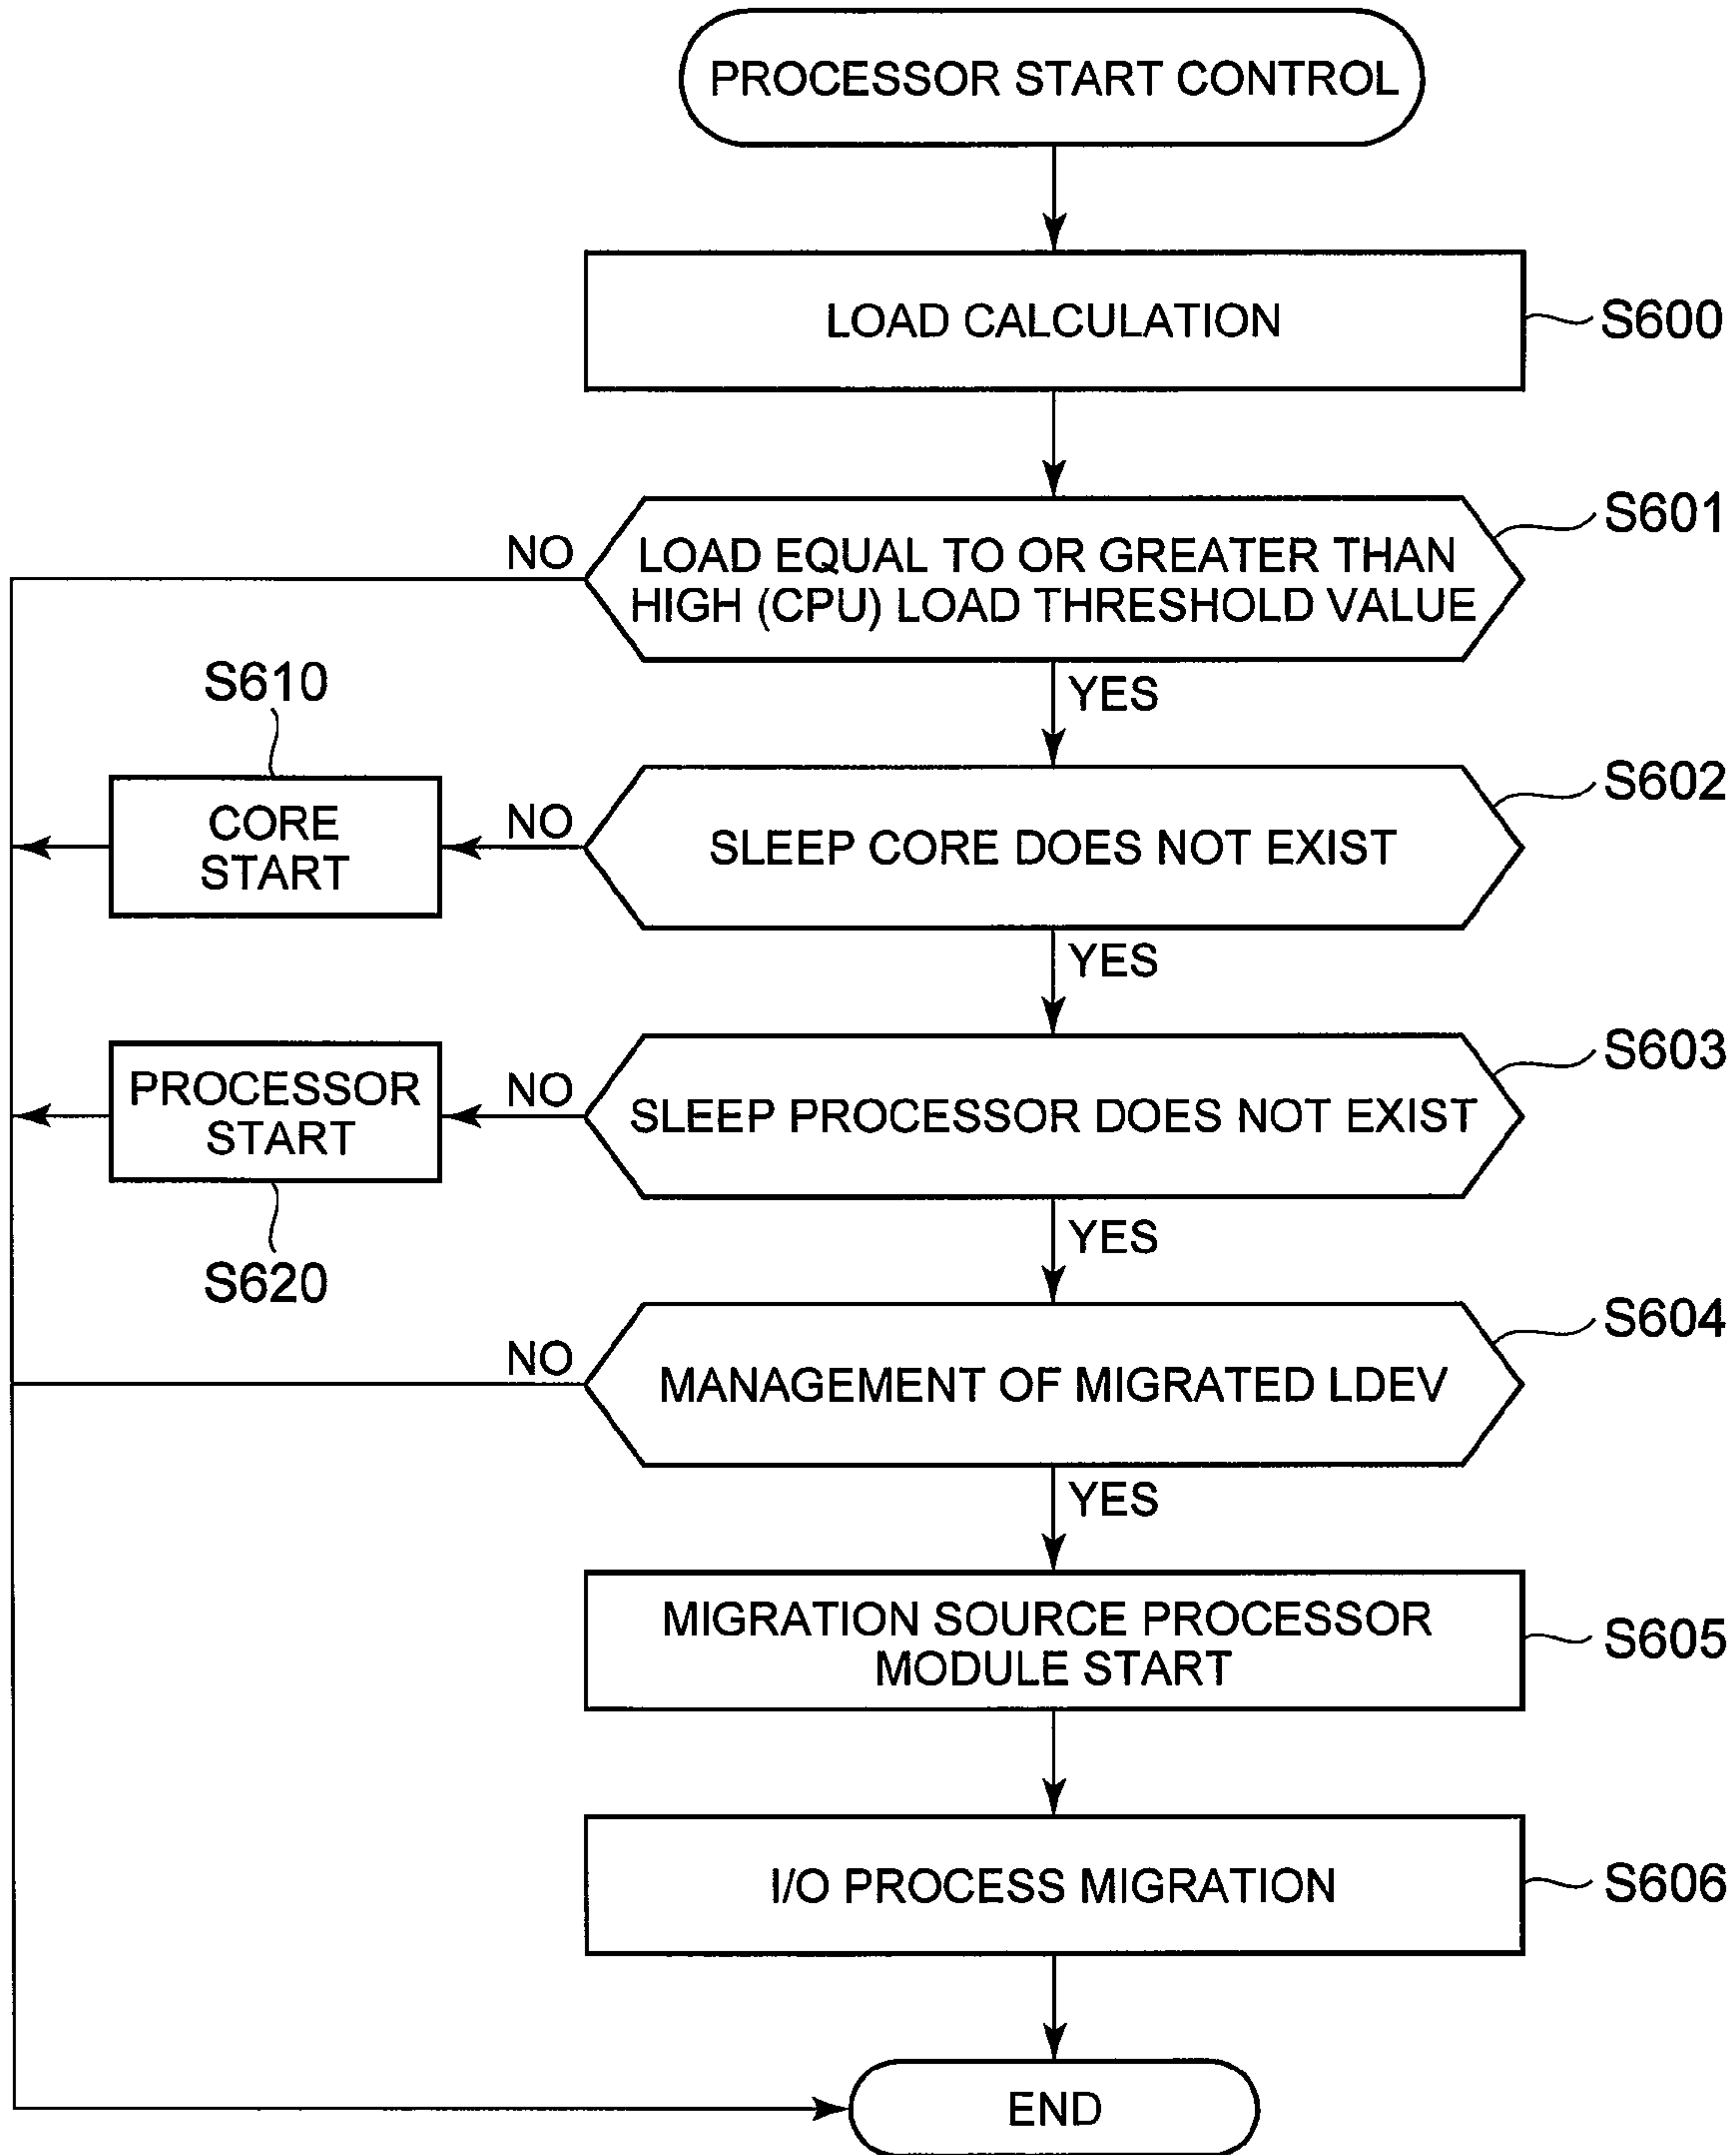 PROCESSOR START CONTROL
LOAD CALCULATION
S600
S601
NO
LOAD EQUAL TO OR GREATER THAN
HIGH (CPU) LOAD THRESHOLD VALUE
YES
S610
S602
CORE
START
NO
SLEEP CORE DOES NOT EXIST
YES
S603
PROCESSOR
START
NO
SLEEP PROCESSOR DOES NOT EXIST
YES
S620
S604
NO
MANAGEMENT OF MIGRATED LDEV
YES
MIGRATION SOURCE PROCESSOR
MODULE START
S605
I/O PROCESS MIGRATION
S606
END